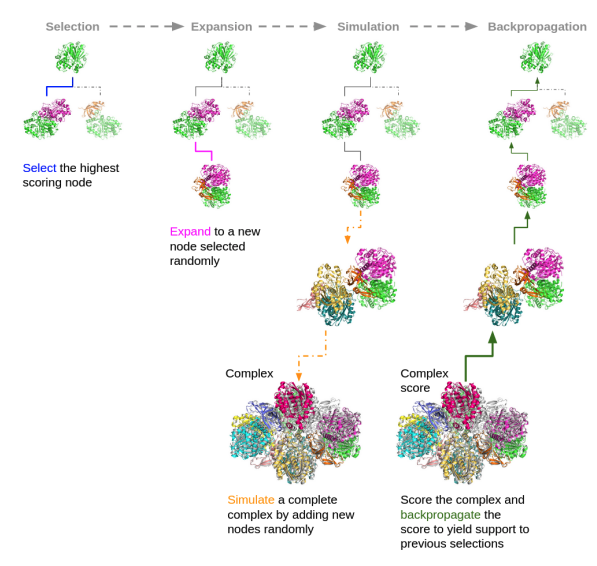 Selection
Expansion
Simulation
Backpropagation
Select the highest
scoring node
Expand to a new
node selected
randomly
Complex
Complex
score
Simulate a complete
complex by adding new
nodes randomly
Score the complex and
backpropagate the
score to yield support to
previous selections